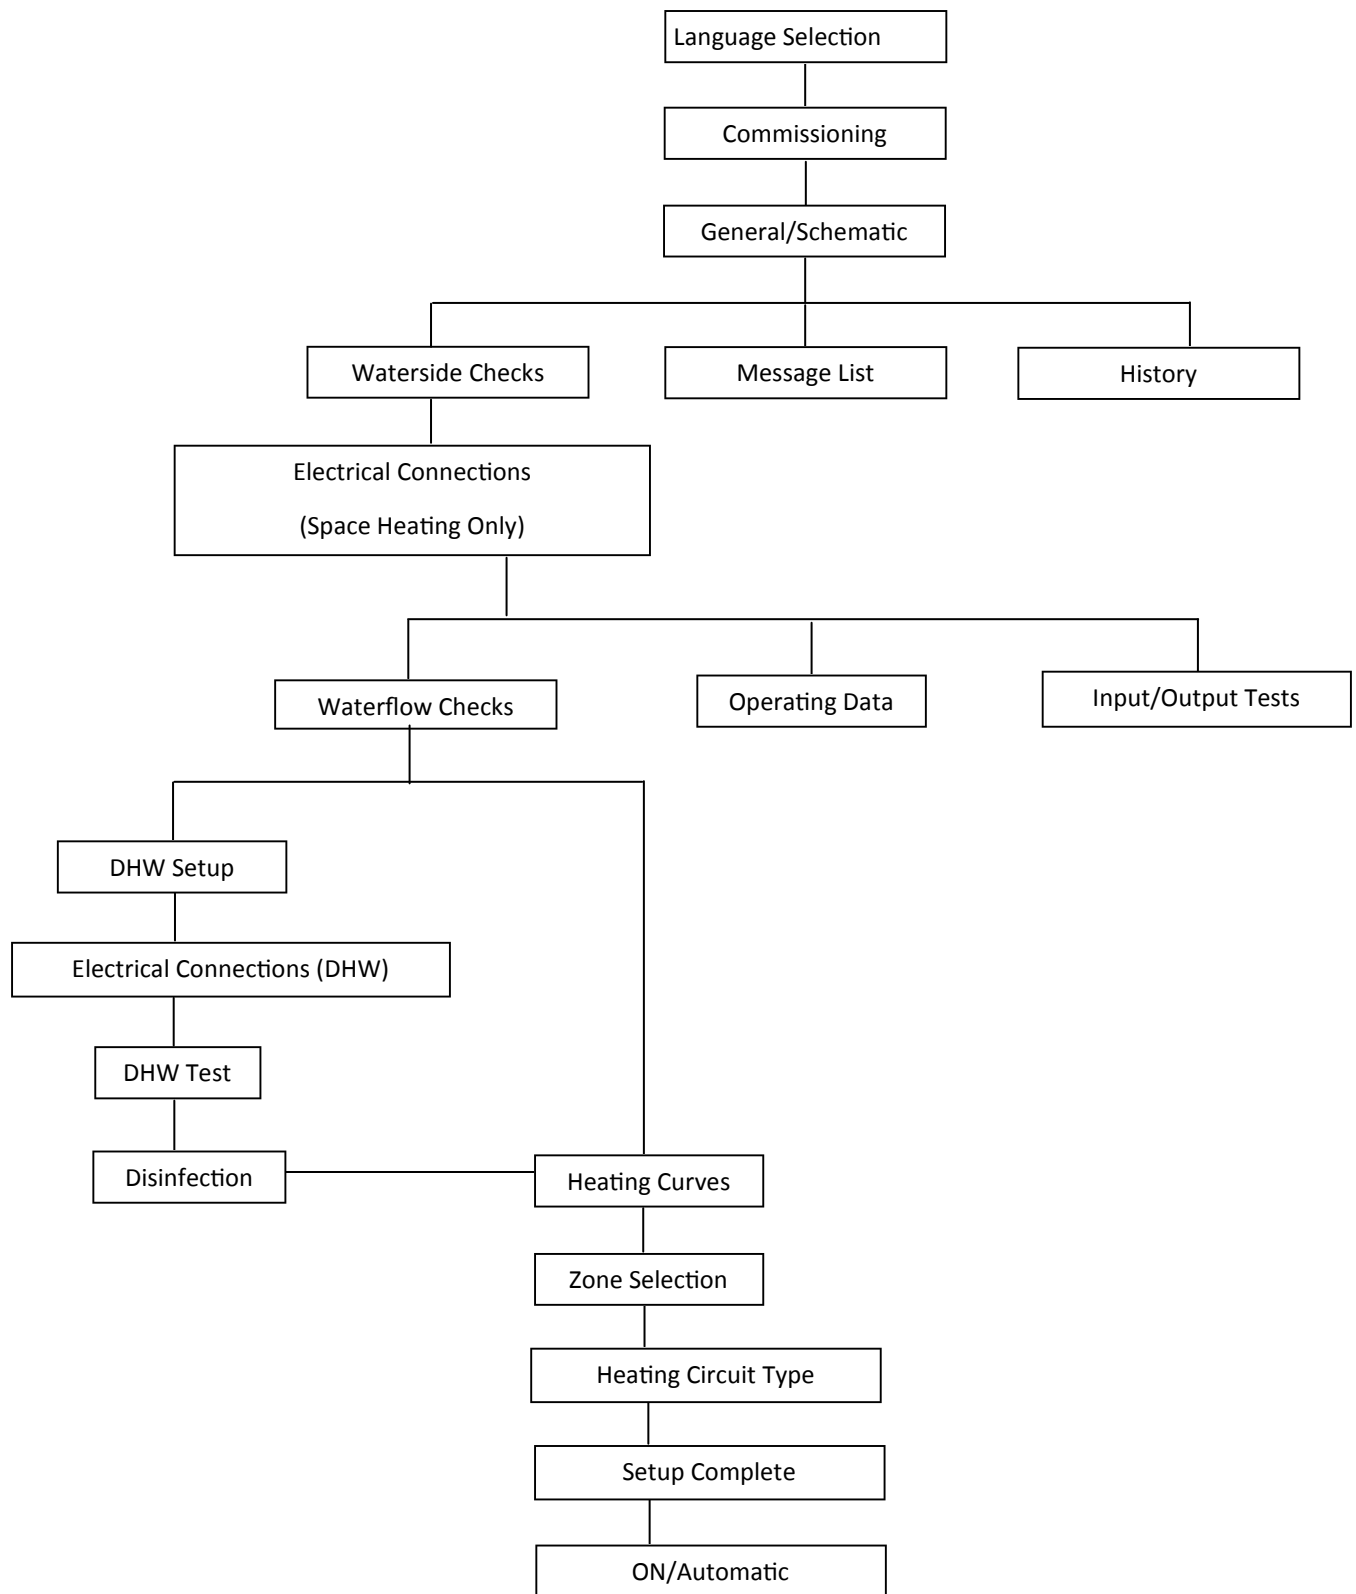 Language Selection
Commissioning
General/Schematic
Waterside Checks
Message List
History
Electrical Connections
(Space Heating Only)
Waterflow Checks
Operating Data
Input/Output Tests
DHW Setup
Electrical Connections (DHW)
DHW Test
Disinfection
Heating Curves
Zone Selection
Heating Circuit Type
Setup Complete
ON/Automatic